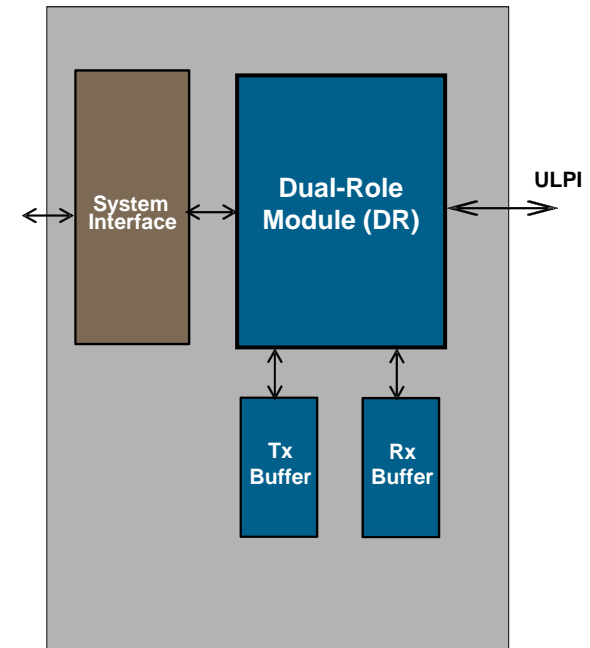 System
Interface
Dual-Role
Module (DR)
ULPI
Tx
Buffer
Rx
Buffer